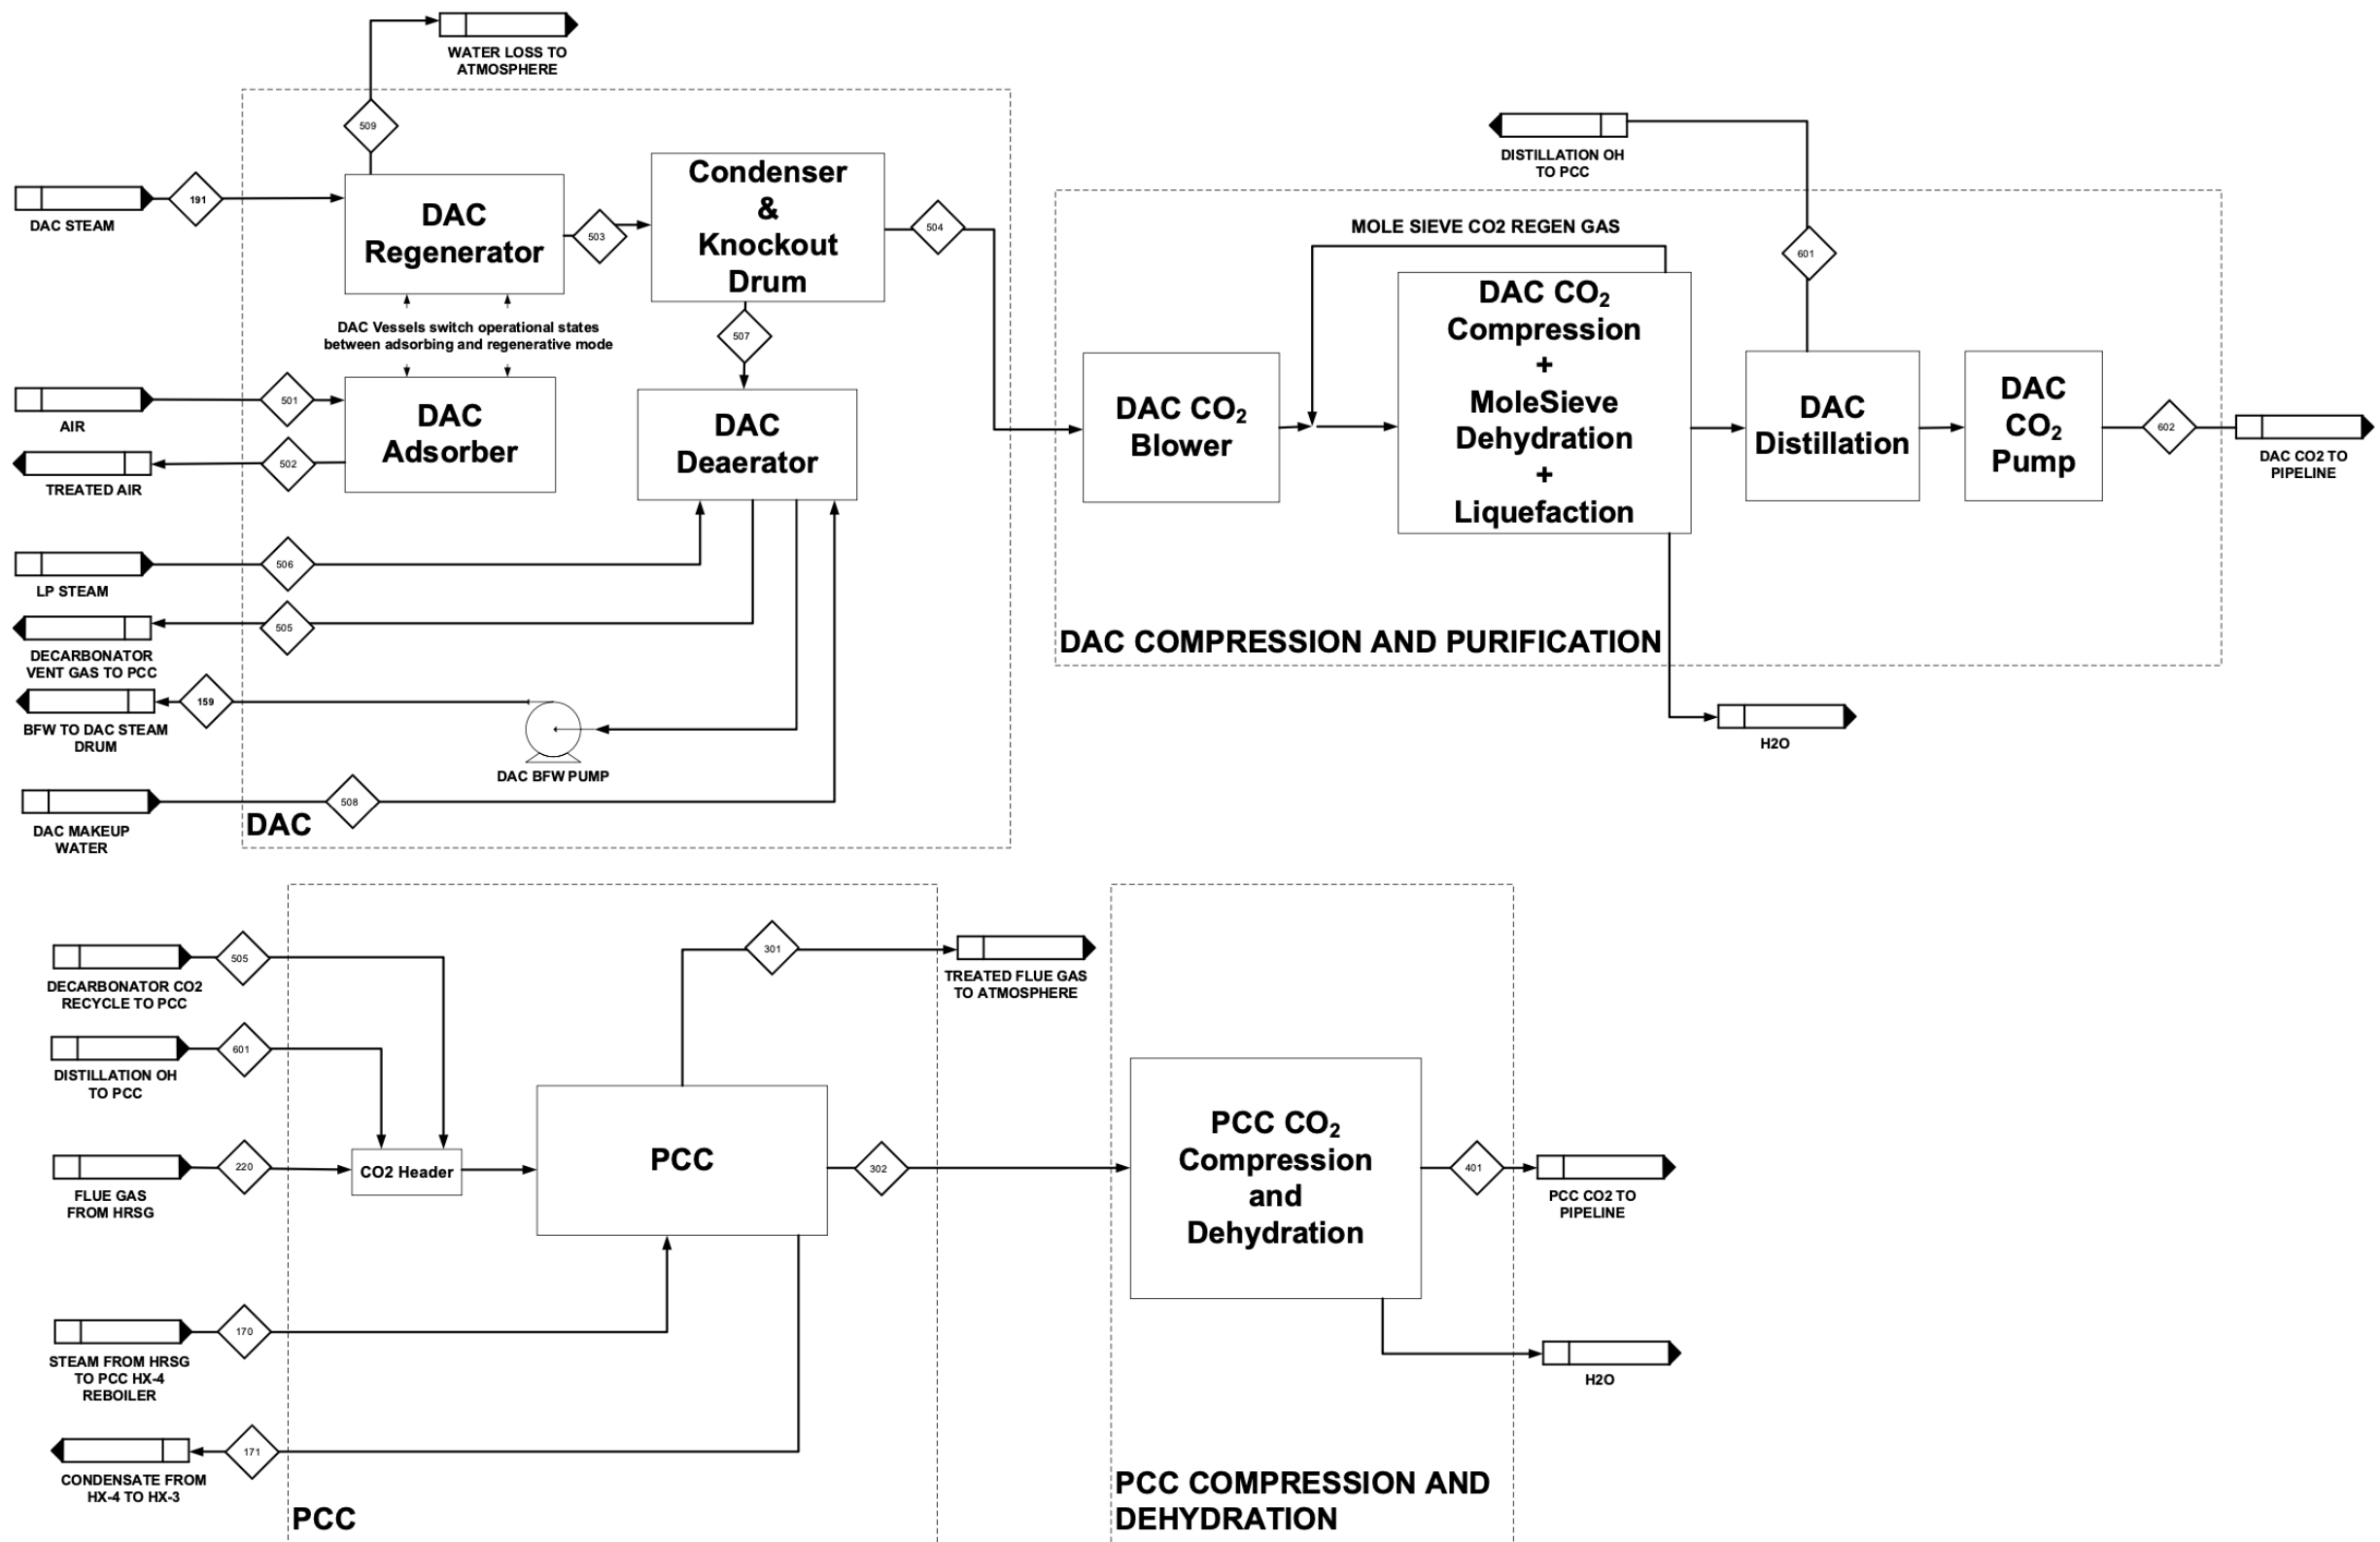 WATER LOSS TO
ATMOSPHERE
509
191
DAC STEAM
DAC
Regenerator
503
Condenser
&
Knockout
Drum
504
DAC Vessels switch operational states
between adsorbing and regenerative mode
507
501
AIR
DAC
Adsorber
502
TREATED AIR
DAC
Deaerator
506
LP STEAM
505
DECARBONATOR
VENT GAS TO PCC
159
BFW TO DAC STEAM
DRUM
DAC BFW PUMP
508
DAC MAKEUP
WATER
DAC
DISTILLATION OH
TO PCC
MOLE SIEVE CO2 REGEN GAS
601
DAC CO₂
Blower
DAC CO₂
Compression
+
MoleSieve
Dehydration
+
Liquefaction
DAC
Distillation
DAC
CO₂
Pump
602
DAC CO2 TO
PIPELINE
DAC COMPRESSION AND PURIFICATION
H2O
505
DECARBONATOR CO2
RECYCLE TO PCC
601
DISTILLATION OH
TO PCC
220
FLUE GAS
FROM HRSG
CO2 Header
PCC
301
TREATED FLUE GAS
TO ATMOSPHERE
302
170
STEAM FROM HRSG
TO PCC HX-4
REBOILER
171
CONDENSATE FROM
HX-4 TO HX-3
PCC
PCC CO₂
Compression
and
Dehydration
401
PCC CO2 TO
PIPELINE
H2O
PCC COMPRESSION AND
DEHYDRATION